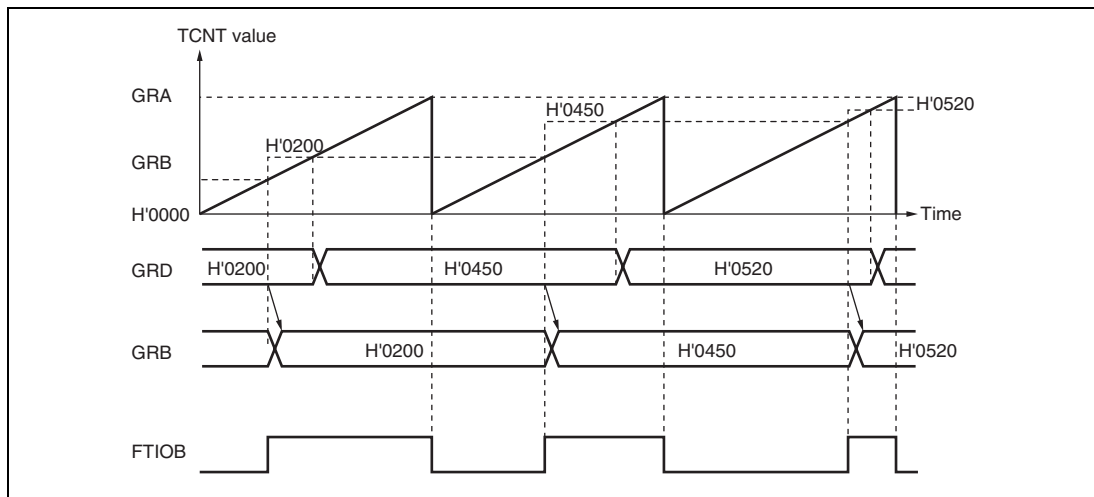 TCNT value
GRA
H'0450
H'0520
H'0200
GRB
H'0000
Time
GRD
H'0200
H'0450
H'0520
GRB
H'0200
H'0450
H'0520
FTIOB